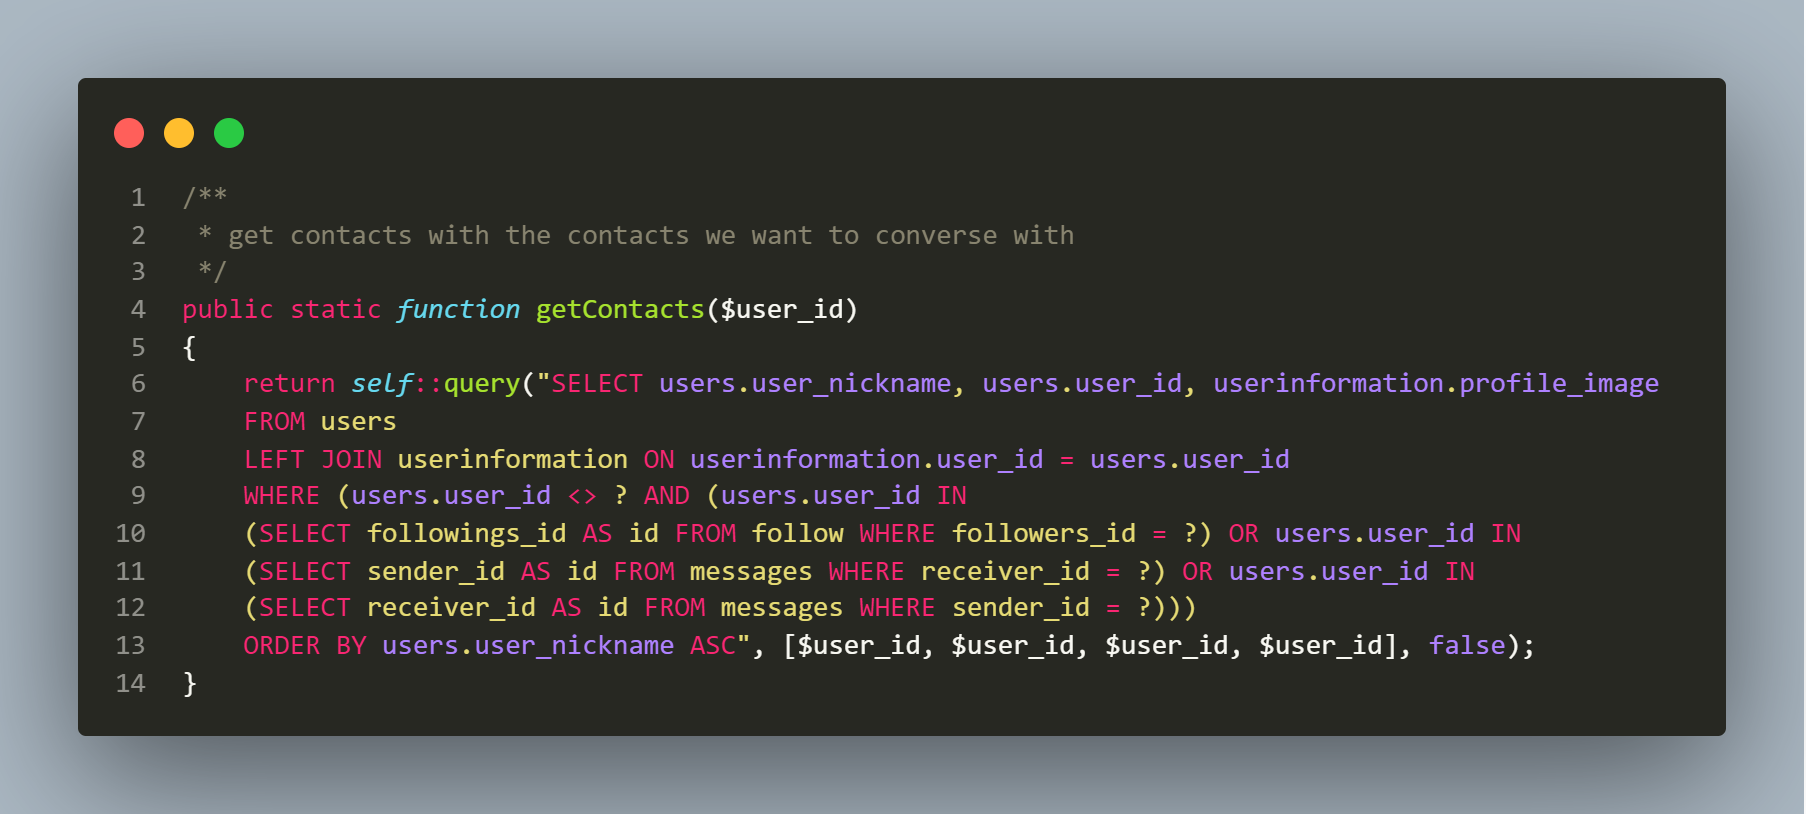 1 /**
2  * get contacts with the contacts we want to converse with
3  */
4 public static function getContacts($user_id)
5 {
6     return self::query("SELECT users.user_nickname, users.user_id, userinformation.profile_image
7     FROM users
8     LEFT JOIN userinformation ON userinformation.user_id = users.user_id
9     WHERE (users.user_id <> ? AND (users.user_id IN
10     (SELECT followings_id AS id FROM follow WHERE followers_id = ?) OR users.user_id IN
11     (SELECT sender_id AS id FROM messages WHERE receiver_id = ?) OR users.user_id IN
12     (SELECT receiver_id AS id FROM messages WHERE sender_id = ?)))
13     ORDER BY users.user_nickname ASC", [$user_id, $user_id, $user_id, $user_id], false);
14 }